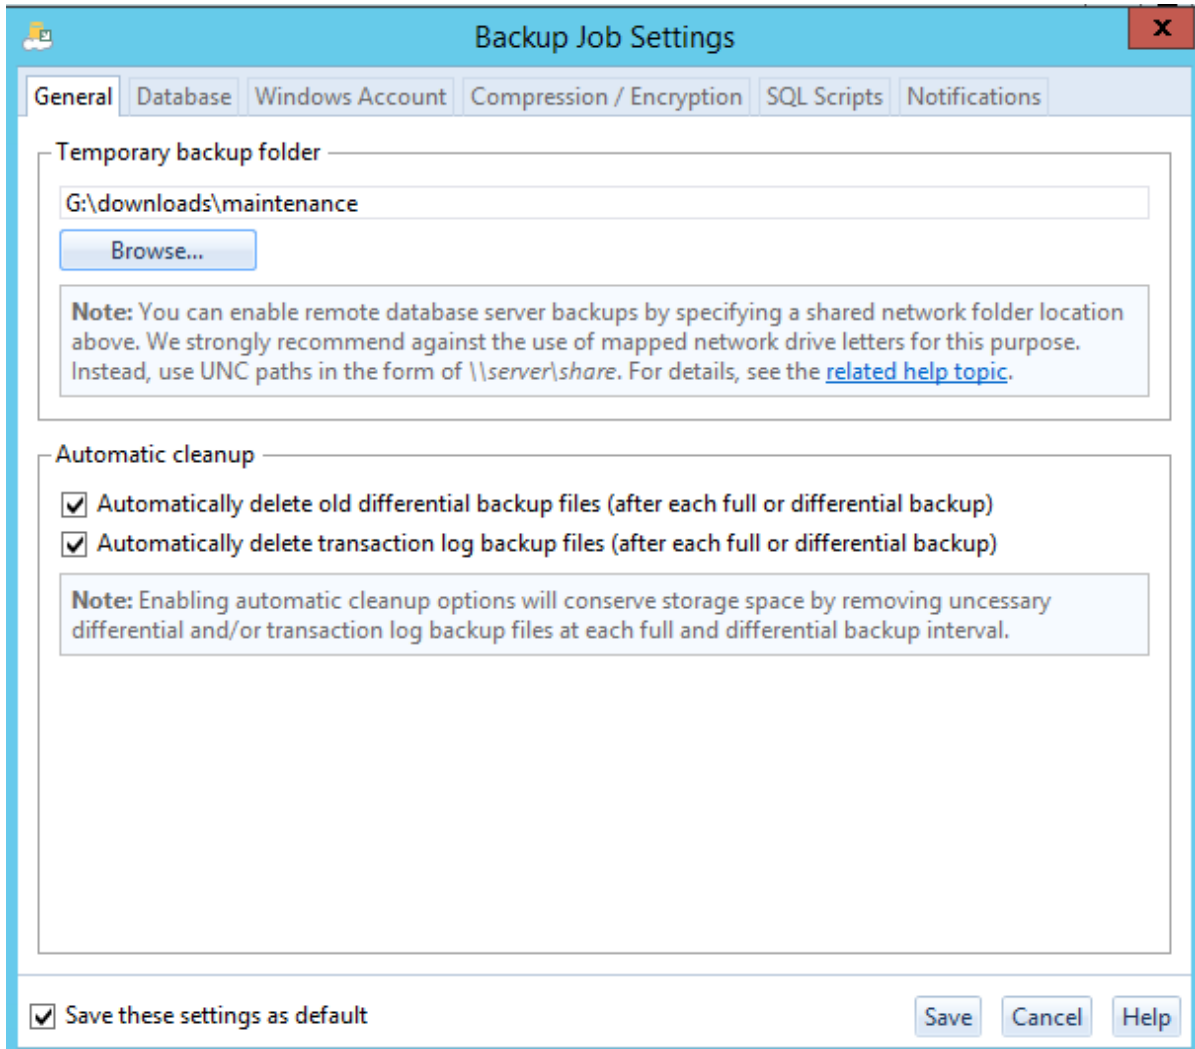 Backup Job Settings
x
General Database Windows Account Compression / Encryption SQL Scripts Notifications
Temporary backup folder
G:\downloads\maintenance
Browse...
Note: You can enable remote database server backups by specifying a shared network folder location
above. We strongly recommend against the use of mapped network drive letters for this purpose.
Instead, use UNC paths in the form of \\server\share. For details, see the related help topic.
Automatic cleanup
Automatically delete old differential backup files (after each full or differential backup)
Automatically delete transaction log backup files (after each full or differential backup)
Note: Enabling automatic cleanup options will conserve storage space by removing uncessary
differential and/or transaction log backup files at each full and differential backup interval.
Save these settings as default
Save Cancel Help